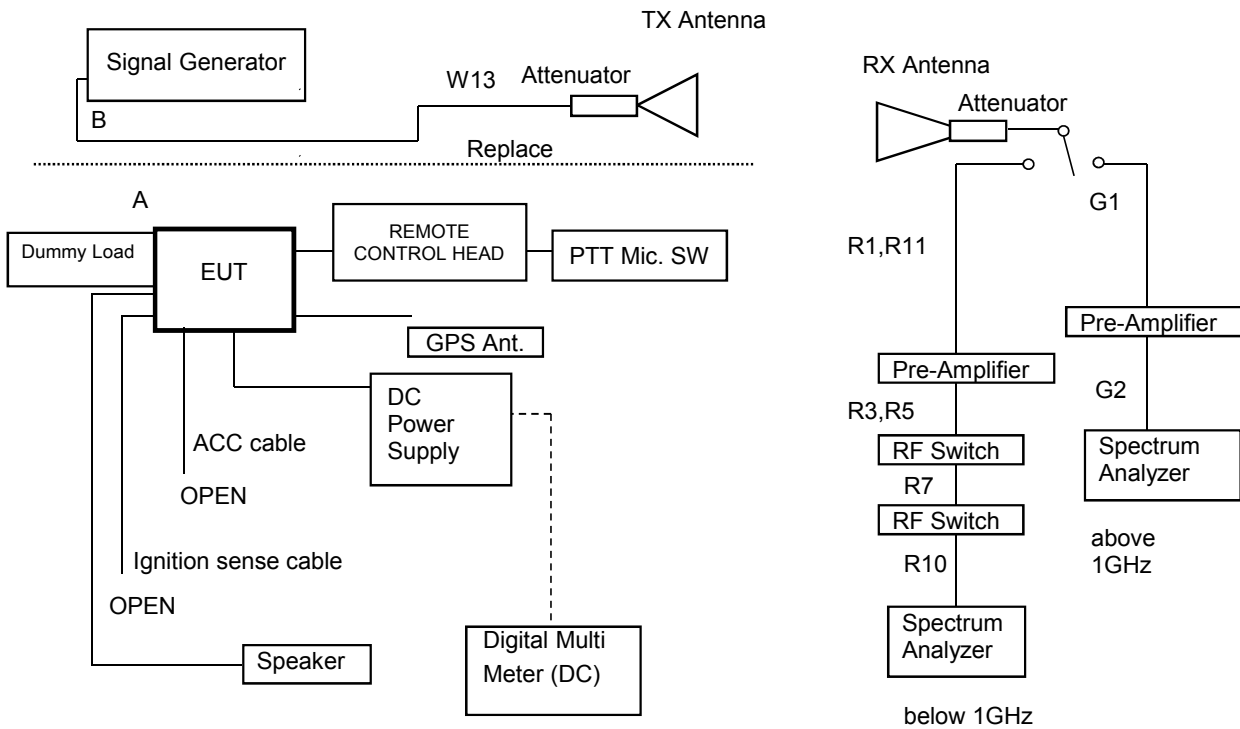 TX Antenna
Signal Generator
W13
Attenuator
B
Replace
RX Antenna
Attenuator
G1
R1,R11
A
Dummy Load
EUT
REMOTE
CONTROL HEAD
PTT Mic. SW
GPS Ant.
DC
Power
Supply
ACC cable
OPEN
Ignition sense cable
OPEN
Speaker
Digital Multi
Meter (DC)
Pre-Amplifier
Pre-Amplifier
R3,R5
G2
RF Switch
R7
RF Switch
R10
Spectrum
Analyzer
below 1GHz
Spectrum
Analyzer
above
1GHz